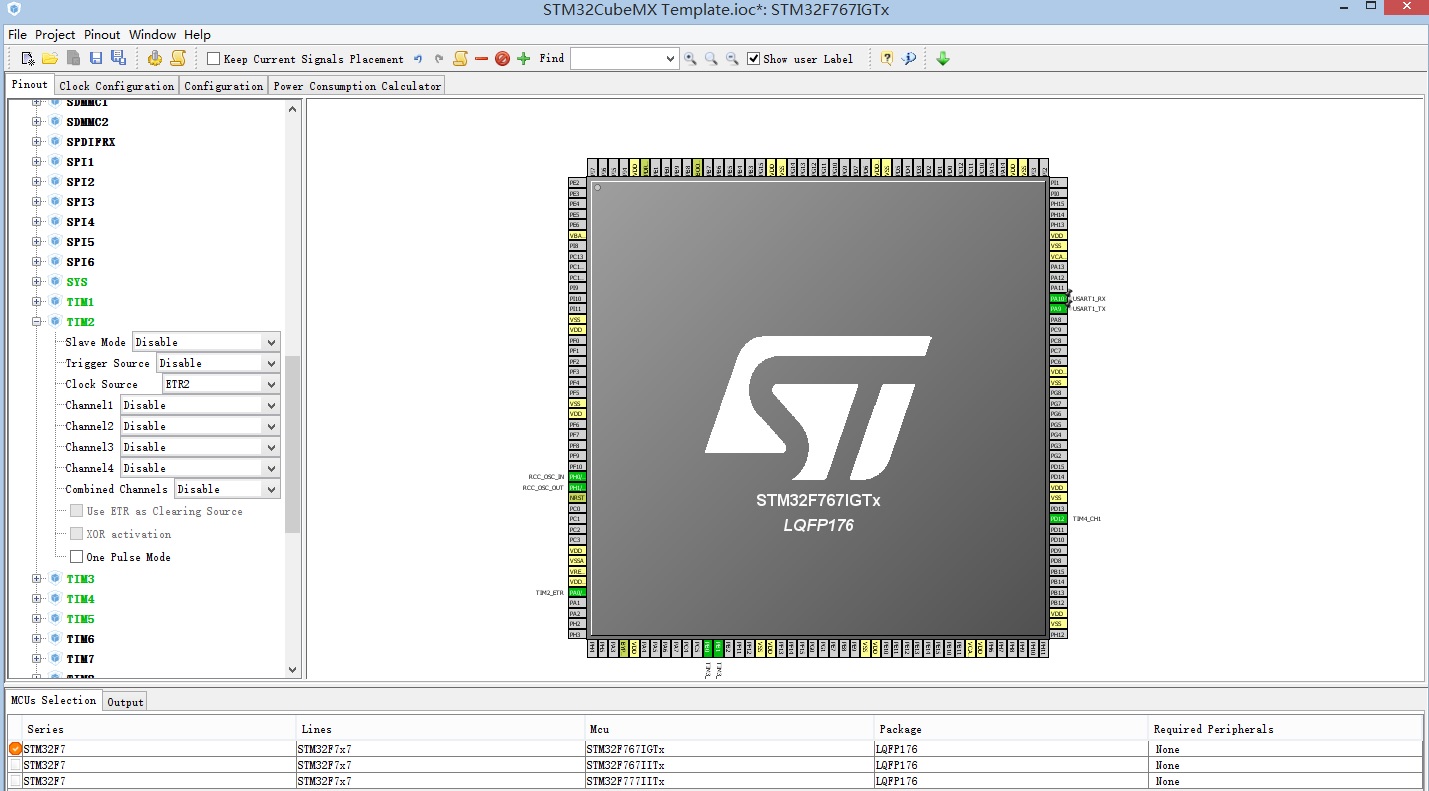 STM32CubeMX Template.ioc*: STM32F767IGTx
File Project Pinout Window Help
Keep Current Signals Placement Find Show user Label
Pinout Clock Configuration Configuration Power Consumption Calculator
SDMMC1
SDMMC2
SPDIFRX
SPI1
SPI2
SPI3
SPI4
SPI5
SPI6
SYS
TIM1
TIM2
Slave Mode Disable
Trigger Source Disable
Clock Source ETR2
Channel1 Disable
Channel2 Disable
Channel3 Disable
Channel4 Disable
Combined Channels Disable
Use ETR as Clearing Source
XOR activation
One Pulse Mode
TIM3
TIM4
TIM5
TIM6
TIM7
PE2
PE3
PE4
PE5
PE6
VBA..
PI8
PC13
PC1..
PC1..
PI9
PI10
PI11
VSS
VDD
PF0
PF1
PF2
PF3
PF4
PF5
VSS
VDD
PF6
PF7
PF8
PF9
PF10
RCC_OSC_IN PH0/..
RCC_OSC_OUT PH1/..
NRST
PC0
PC1
PC2
PC3
VDD
VSSA
VRE..
VDD..
TIM2_ETR PA0/..
PA1
PA2
PH2
PH3
STM32F767IGTx
LQFP176
PI1
PI0
PH15
PH14
PH13
VDD
VSS
VCA..
PA13
PA12
PA11
PA10 USART1_RX
PA9 USART1_TX
PA8
PC9
PC8
PC7
PC6
VDD..
VSS
PG8
PG7
PG6
PG5
PG4
PG3
PG2
PD15
PD14
VDD
VSS
PD13
PD12 TIM4_CH1
PD11
PD10
PD9
PD8
PB15
PB14
PB13
PB12
VDD
VSS
PH12
MCUs Selection Output
Series Lines Mcu Package Required Peripherals
STM32F7 STM32F7x7 STM32F767IGTx LQFP176 None
STM32F7 STM32F7x7 STM32F767IITx LQFP176 None
STM32F7 STM32F7x7 STM32F777IITx LQFP176 None